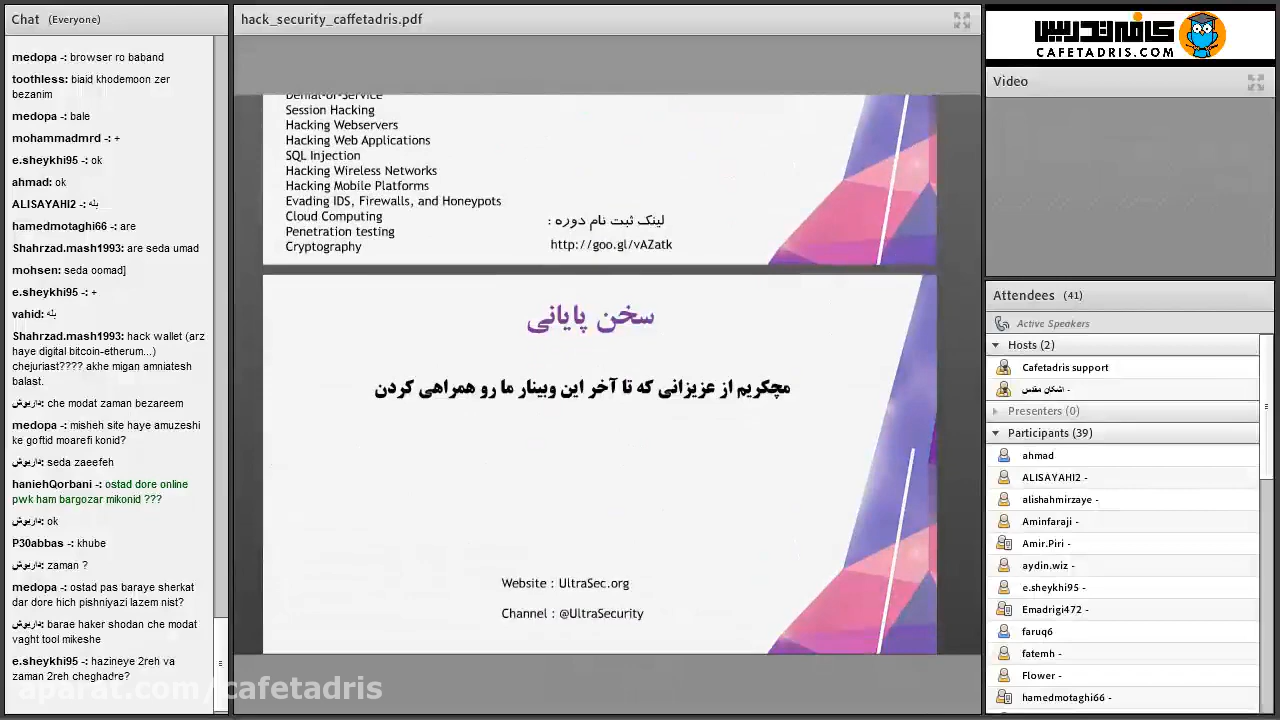 Chat (Everyone)
medopa -: browser ro baband
toothless: biaid khodemoon zer
bezanim
medopa -: bale
mohammadmrd -: +
e.sheykhi95 -: ok
ahmad: ok
ALISAYAHI2 -: بله
hamedmotaghi66 -: are
Shahrzad.mash1993: are seda umad
mohsen: seda oomad]
e.sheykhi95 -: +
vahid: بله
Shahrzad.mash1993: hack wallet (arz
haye digital bitcoin-etherum...)
chejuriast???? akhe migan amniatesh
balast.
داریوش: che modat zaman bezareem
medopa -: misheh site haye amuzeshi
ke goftid moarefi konid?
داریوش: seda zaeefeh
haniehQorbani -: ostad dore online
pwk ham bargozar mikonid ???
داریوش: ok
P30abbas -: khube
داریوش: zaman ?
medopa -: ostad pas baraye sherkat
dar dore hich pishniyazi lazem nist?
داریوش: barae haker shodan che modat
vaght tool mikeshe
e.sheykhi95 -: hazineye 2reh va
zaman 2reh cheghadre?
hack_security_caffetadris.pdf
Denial-of-Service
Session Hacking
Hacking Webservers
Hacking Web Applications
SQL Injection
Hacking Wireless Networks
Hacking Mobile Platforms
Evading IDS, Firewalls, and Honeypots
Cloud Computing
Penetration testing
Cryptography
لینک ثبت نام دوره :
http://goo.gl/vAZatk
سخن پایانی
مچکریم از عزیزانی که تا آخر این وبینار ما رو همراهی کردن
Website : UltraSec.org
Channel : @UltraSecurity
کافه تدریس
CAFETADRIS.COM
Video
Attendees (41)
Active Speakers
Hosts (2)
Cafetadris support
اشکان مقدس -
Presenters (0)
Participants (39)
ahmad
ALISAYAHI2 -
alishahmirzaye -
Aminfaraji -
Amir.Piri -
aydin.wiz -
e.sheykhi95 -
Emadrigi472 -
faruq6
fatemh -
Flower -
hamedmotaghi66 -
aparat.com/cafetadris